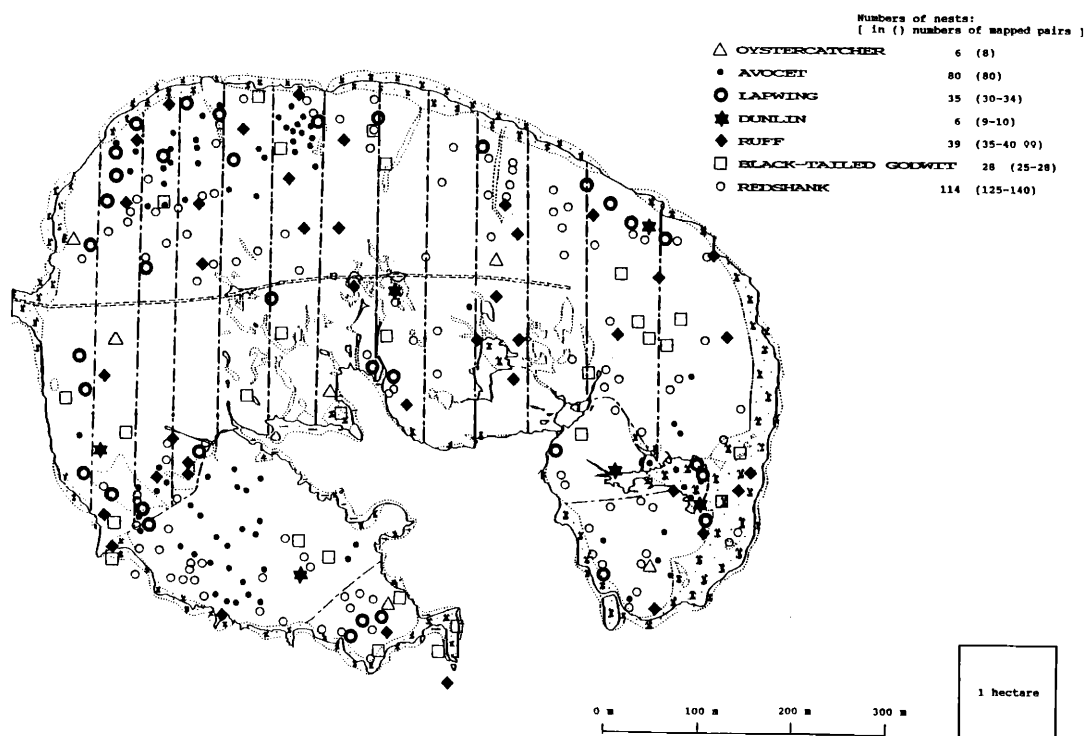 Numbers of nests:
[ in () numbers of mapped pairs ]
OYSTERCATCHER 6 (8)
AVOCET 80 (80)
LAPWING 35 (30-34)
DUNLIN 6 (9-10)
RUFF 39 (35-40 99)
BLACK-TAILED GODWIT 28 (25-28)
REDSHANK 114 (125-140)
1 hectare
0 m 100 m 200 m 300 m